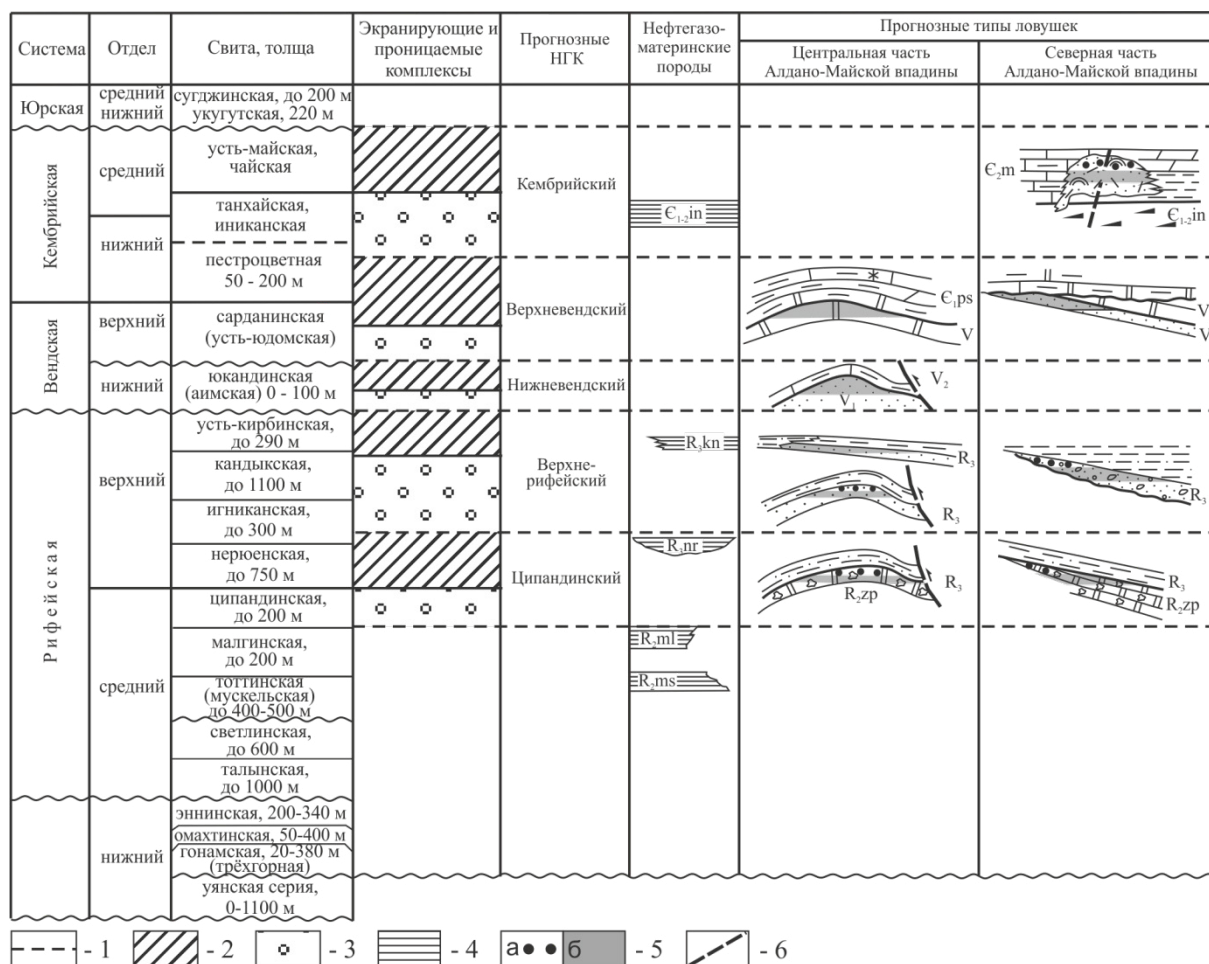 Система
Отдел
Свита, толща
Экранирующие и
проницаемые
комплексы
Прогнозные
НГК
Нефтегазо-
материнские
породы
Прогнозные типы ловушек
Центральная часть
Алдано-Майской впадины
Северная часть
Алдано-Майской впадины
Юрская
средний
нижний
сугджинская, до 200 м
укугутская, 220 м
Кембрийская
средний
усть-майская,
чайская
танхайская,
иниканская
нижний
пестроцветная
50 - 200 м
Кембрийский
Є₁₋₂in
Є₂m
Є₁₋₂in
Вендская
верхний
сарданинская
(усть-юдомская)
Верхневендский
Є₁ps
V
V
V
нижний
юкандинская
(аимская) 0 - 100 м
Нижневендский
V₂
V₁
Рифейская
верхний
усть-кирбинская,
до 290 м
кандыкская,
до 1100 м
игниканская,
до 300 м
нерюенская,
до 750 м
Верхне-
рифейский
R₃kn
R₃
R₃
R₃
Ципандинский
R₃nr
R₃
R₂zp
R₃
R₂zp
средний
ципандинская,
до 200 м
малгинская,
до 200 м
R₂ml
тоттинская
(мускельская)
до 400-500 м
R₂ms
светлинская,
до 600 м
талынская,
до 1000 м
нижний
эннинская, 200-340 м
омахтинская, 50-400 м
гонамская, 20-380 м
(трёхгорная)
уянская серия,
0-1100 м
- 1
- 2
- 3
- 4
а б - 5
- 6